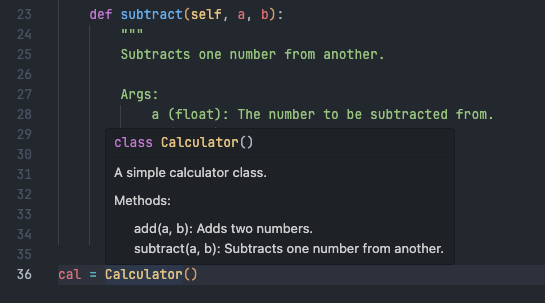 23 def subtract(self, a, b):
24 """
25 Subtracts one number from another.
26
27 Args:
28 a (float): The number to be subtracted from.
29
class Calculator()
30
31 A simple calculator class.
32 Methods:
33
add(a, b): Adds two numbers.
34
subtract(a, b): Subtracts one number from another.
35
36 cal = Calculator()